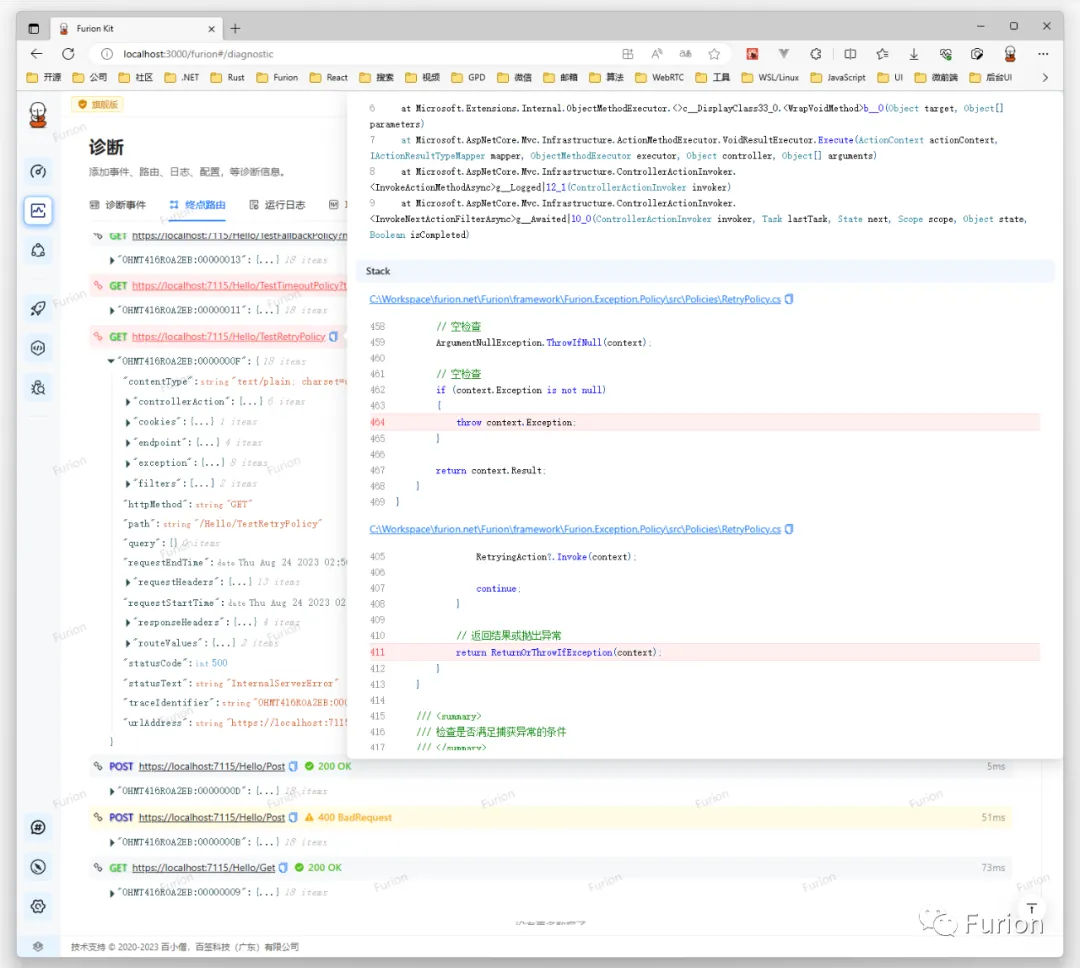 Furion Kit
localhost:3000/furion#/diagnostic
开源 公司 社区 .NET Rust Furion React 搜索 视频 GPD 微信 邮箱 算法 WebRTC 工具 WSL/Linux JavaScript UI 微前端 后台UI
旗舰版
诊断
添加事件、路由、日志、配置，等诊断信息。
诊断事件 终点路由 运行日志
GET https://localhost:7115/Hello/TestFallbackPolicy?n
"OHMT416ROA2EB:00000013":{...} 18 items
GET https://localhost:7115/Hello/TestTimeoutPolicy?t
"OHMT416ROA2EB:00000011":{...} 18 items
GET https://localhost:7115/Hello/TestRetryPolicy
"OHMT416ROA2EB:0000000F":{ 18 items
"contentType":string"text/plain; charset=
"controllerAction":{...} 6 items
"cookies":{...} 1 items
"endpoint":{...} 4 items
"exception":{...} 8 items
"filters":{...} 2 items
"httpMethod":string"GET"
"path":string"/Hello/TestRetryPolicy"
"query":{} 0 items
"requestEndTime":date Thu Aug 24 2023 02:5
"requestHeaders":{...} 13 items
"requestStartTime":date Thu Aug 24 2023 02
"responseHeaders":{...} 4 items
"routeValues":{...} 2 items
"statusCode":int 500
"statusText":string"InternalServerError"
"traceIdentifier":string"OHMT416ROA2EB:000
"urlAddress":string"https://localhost:7115
}
POST https://localhost:7115/Hello/Post 200 OK 5ms
"OHMT416ROA2EB:0000000D":{...} 18 items
POST https://localhost:7115/Hello/Post 400 BadRequest 51ms
"OHMT416ROA2EB:0000000B":{...} 18 items
GET https://localhost:7115/Hello/Get 200 OK 73ms
"OHMT416ROA2EB:00000009":{...} 18 items
6 at Microsoft.Extensions.Internal.ObjectMethodExecutor.<>c__DisplayClass33_0.<WrapVoidMethod>b__0(Object target, Object[]
parameters)
7 at Microsoft.AspNetCore.Mvc.Infrastructure.ActionMethodExecutor.VoidResultExecutor.Execute(ActionContext actionContext,
IActionResultTypeMapper mapper, ObjectMethodExecutor executor, Object controller, Object[] arguments)
8 at Microsoft.AspNetCore.Mvc.Infrastructure.ControllerActionInvoker.
<InvokeActionMethodAsync>g__Logged|12_1(ControllerActionInvoker invoker)
9 at Microsoft.AspNetCore.Mvc.Infrastructure.ControllerActionInvoker.
<InvokeNextActionFilterAsync>g__Awaited|10_0(ControllerActionInvoker invoker, Task lastTask, State next, Scope scope, Object state,
Boolean isCompleted)
Stack
C:\Workspace\furion.net\Furion\framework\Furion.Exception.Policy\src\Policies\RetryPolicy.cs
458 // 空检查
459 ArgumentNullException.ThrowIfNull(context);
460
461 // 空检查
462 if (context.Exception is not null)
463 {
464 throw context.Exception;
465 }
466
467 return context.Result;
468 }
469 }
C:\Workspace\furion.net\Furion\framework\Furion.Exception.Policy\src\Policies\RetryPolicy.cs
405 RetryingAction?.Invoke(context);
406
407 continue;
408 }
409
410 // 返回结果或抛出异常
411 return ReturnOrThrowIfException(context);
412 }
413 }
414
415 /// <summary>
416 /// 检查是否满足捕获异常的条件
417 /// </summary>
技术支持 © 2020-2023 百小僧，百签科技（广东）有限公司
Furion